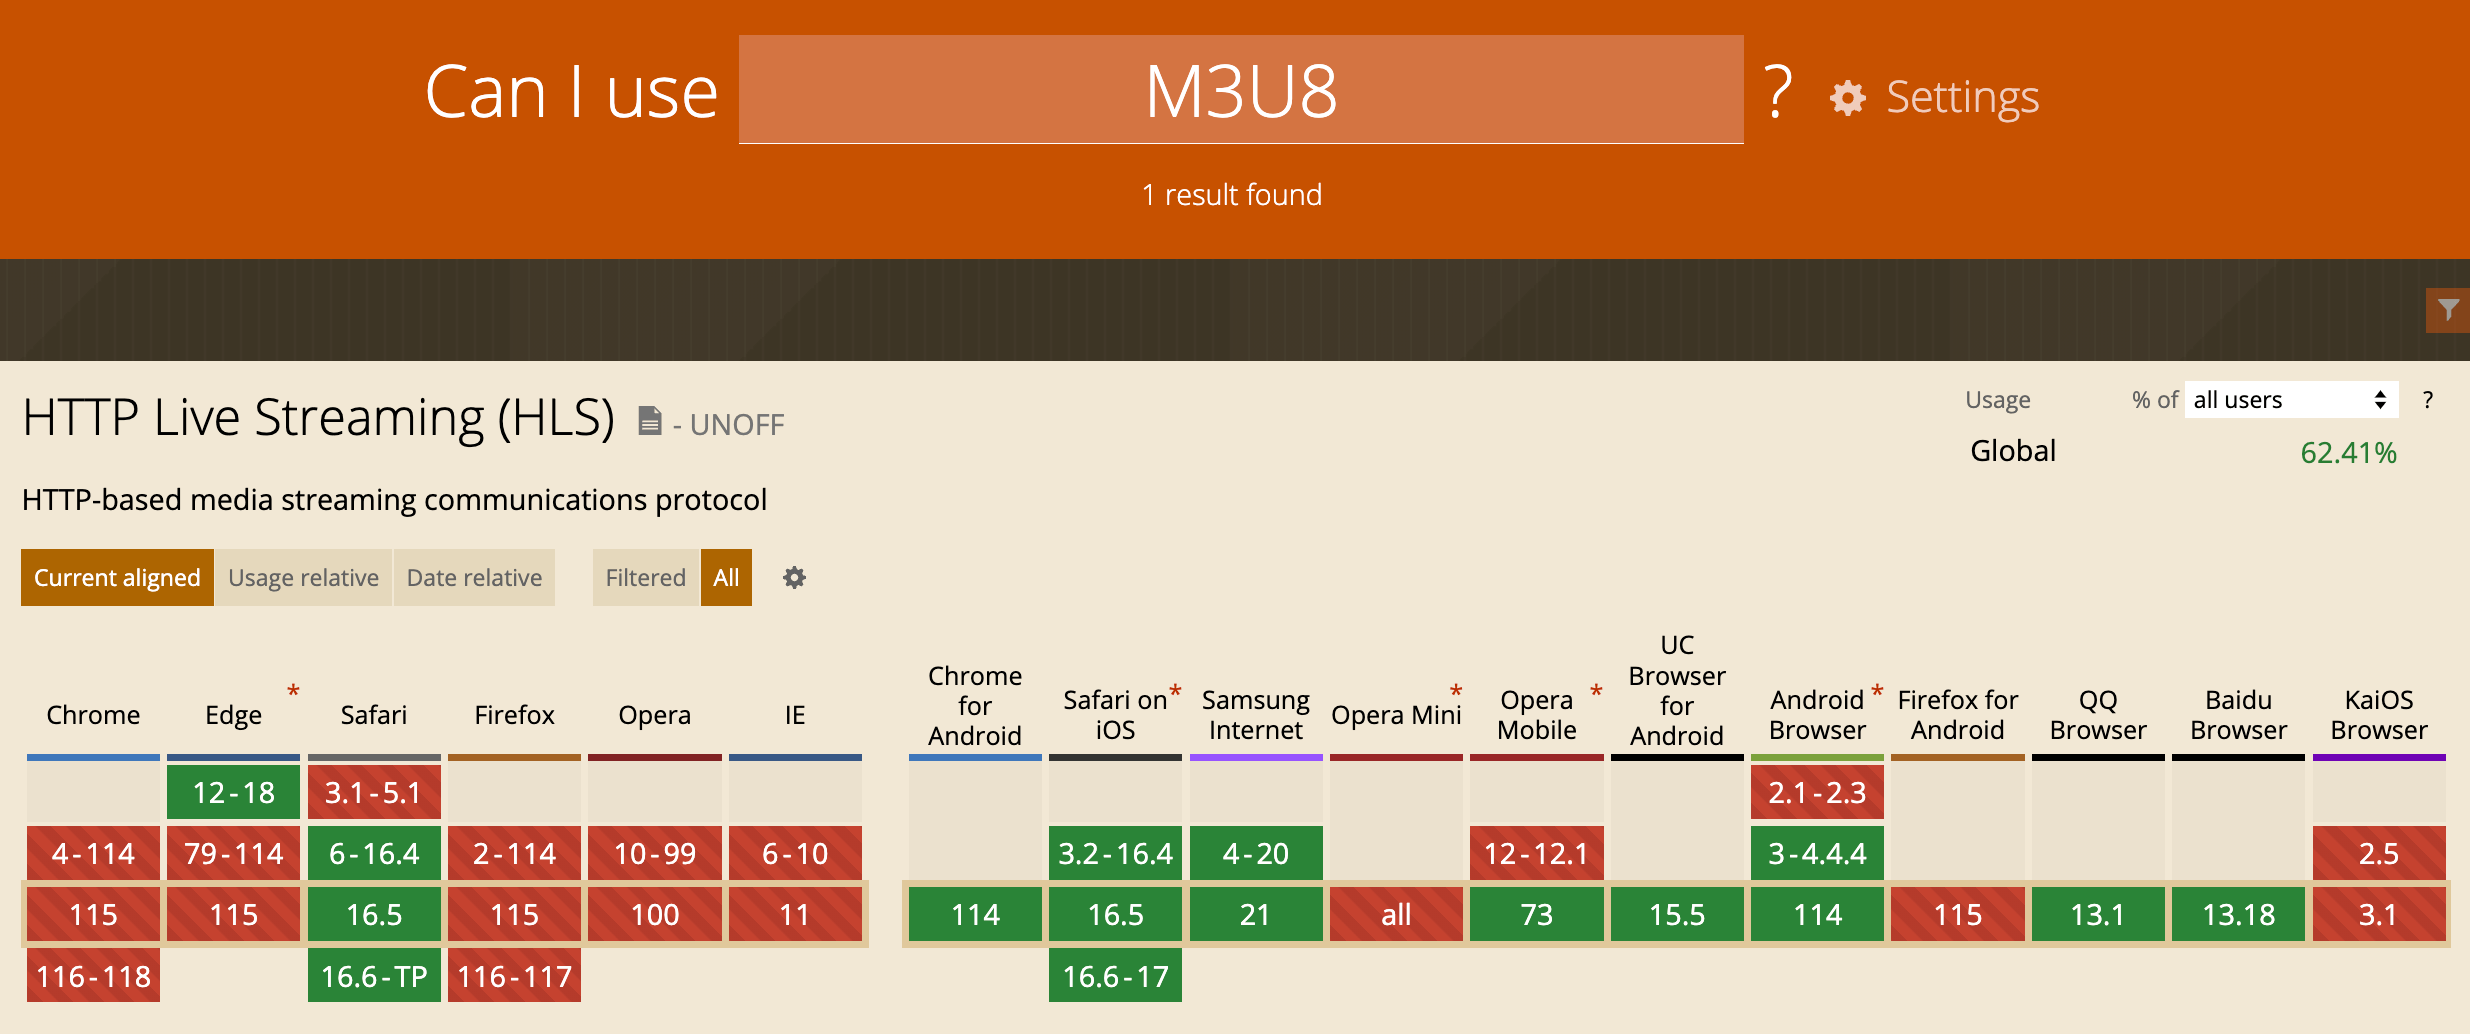 Can I use M3U8 ? Settings
1 result found
HTTP Live Streaming (HLS) - UNOFF
Usage % of all users ?
Global 62.41%
HTTP-based media streaming communications protocol
Current aligned Usage relative Date relative Filtered All
Chrome
Edge *
Safari
Firefox
Opera
IE
Chrome for Android
Safari on iOS *
Samsung Internet
Opera Mini *
Opera Mobile *
UC Browser for Android
Android Browser *
Firefox for Android
QQ Browser
Baidu Browser
KaiOS Browser
12-18 3.1-5.1 2.1-2.3
4-114 79-114 6-16.4 2-114 10-99 6-10 3.2-16.4 4-20 12-12.1 3-4.4.4 2.5
115 115 16.5 115 100 11 114 16.5 21 all 73 15.5 114 115 13.1 13.18 3.1
116-118 16.6-TP 116-117 16.6-17